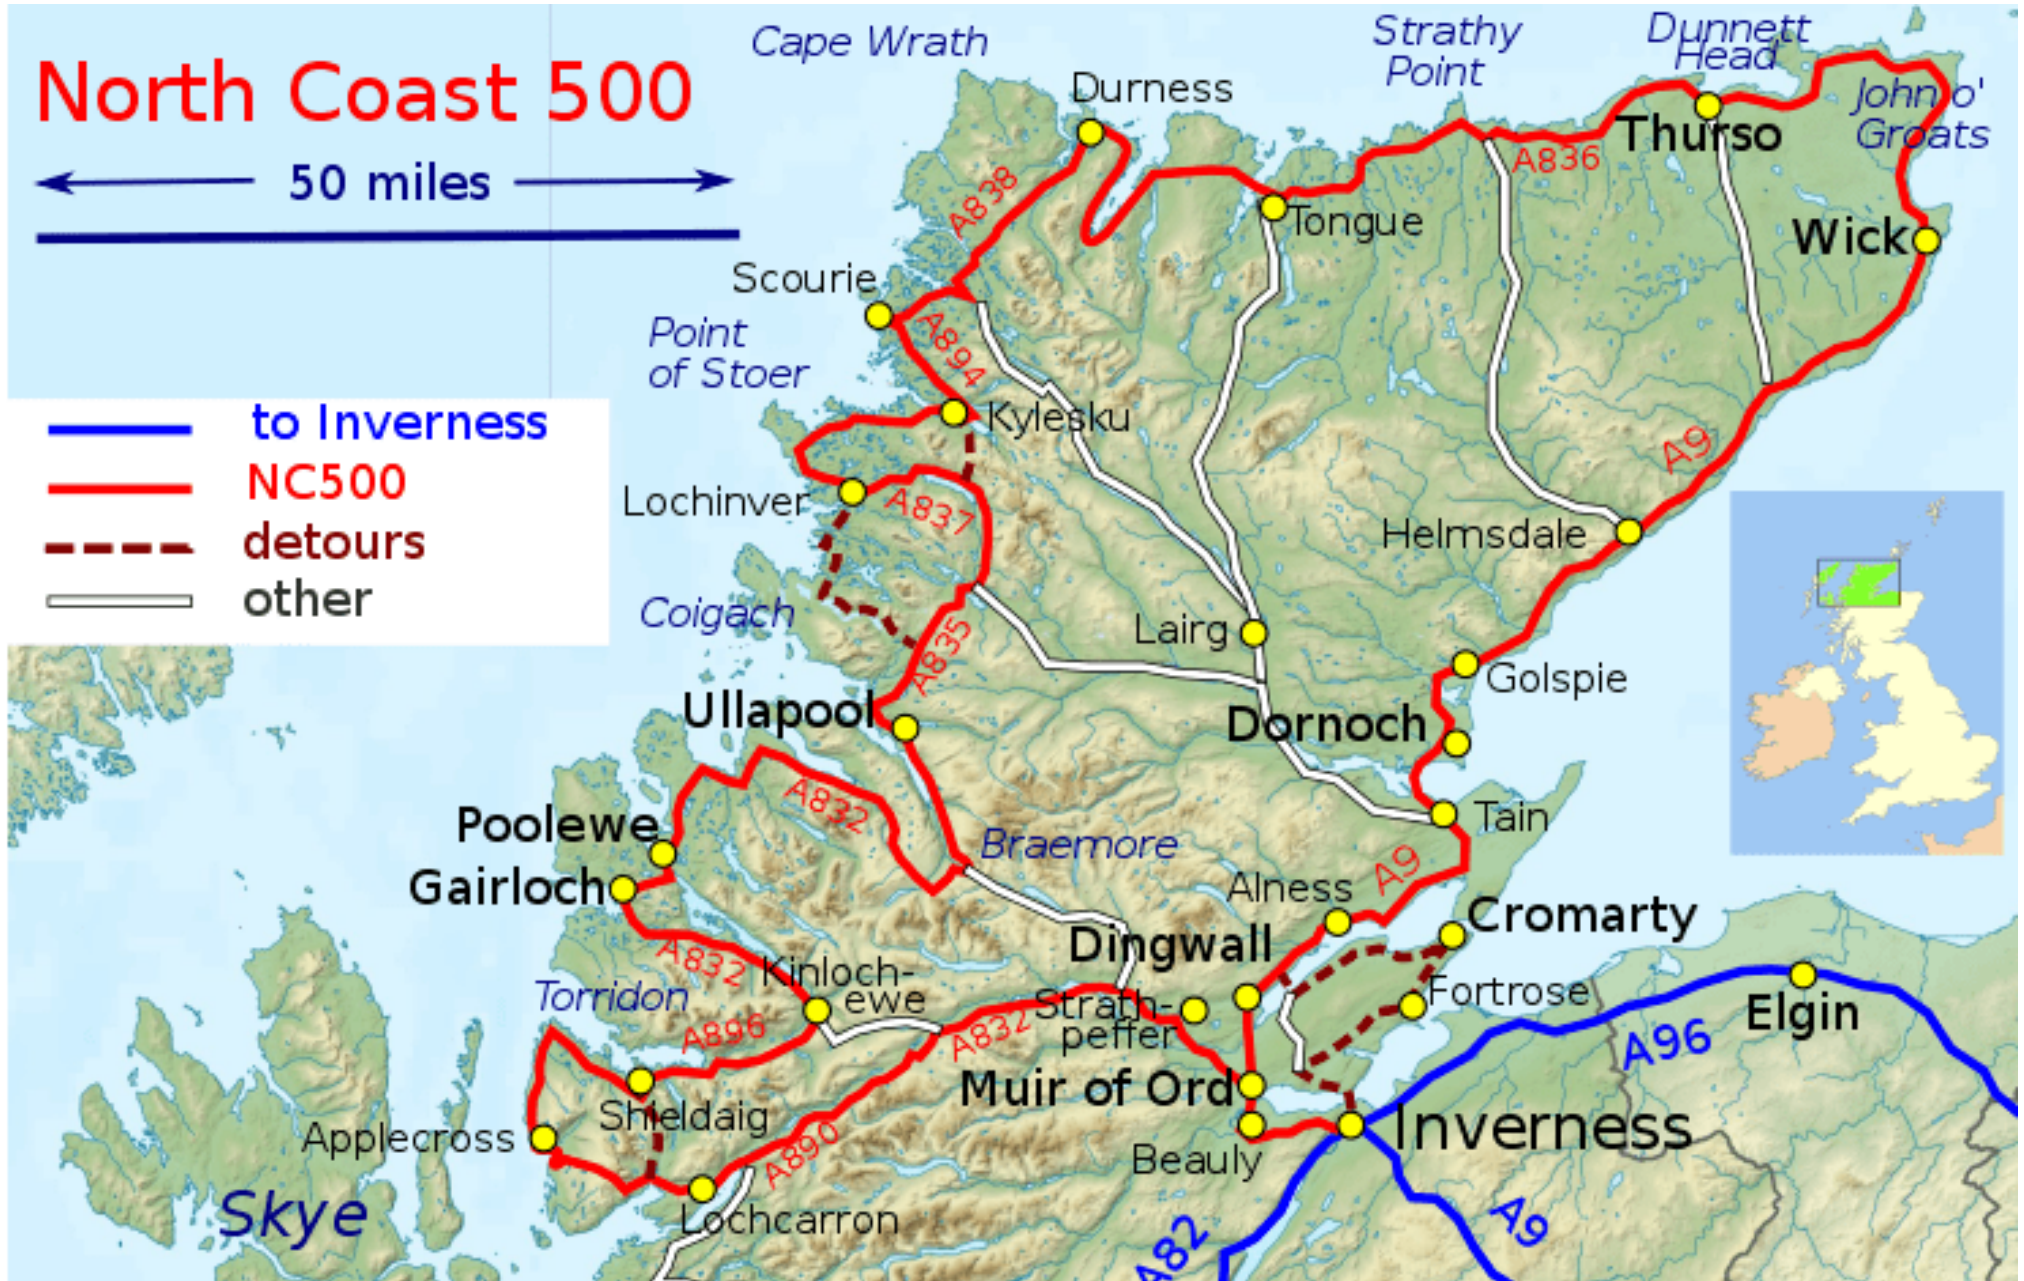 North Coast 500
50 miles
to Inverness
NC500
detours
other
Cape Wrath
Durness
Strathy
Point
Dunnett
Head
John o'
Groats
Thurso
A836
A838
Tongue
Wick
Scourie
A894
Point
of Stoer
Kylesku
A9
Lochinver
A837
Helmsdale
Coigach
A835
Lairg
Golspie
Ullapool
Dornoch
A832
Poolewe
Braemore
Tain
Gairloch
Alness
A9
Cromarty
Dingwall
A832
Kinloch-
ewe
Torridon
Strath-
peffer
Fortrose
Elgin
A896
A832
A96
Muir of Ord
Shieldaig
Inverness
Applecross
A890
Beauly
Skye
Lochcarron
A82
A9